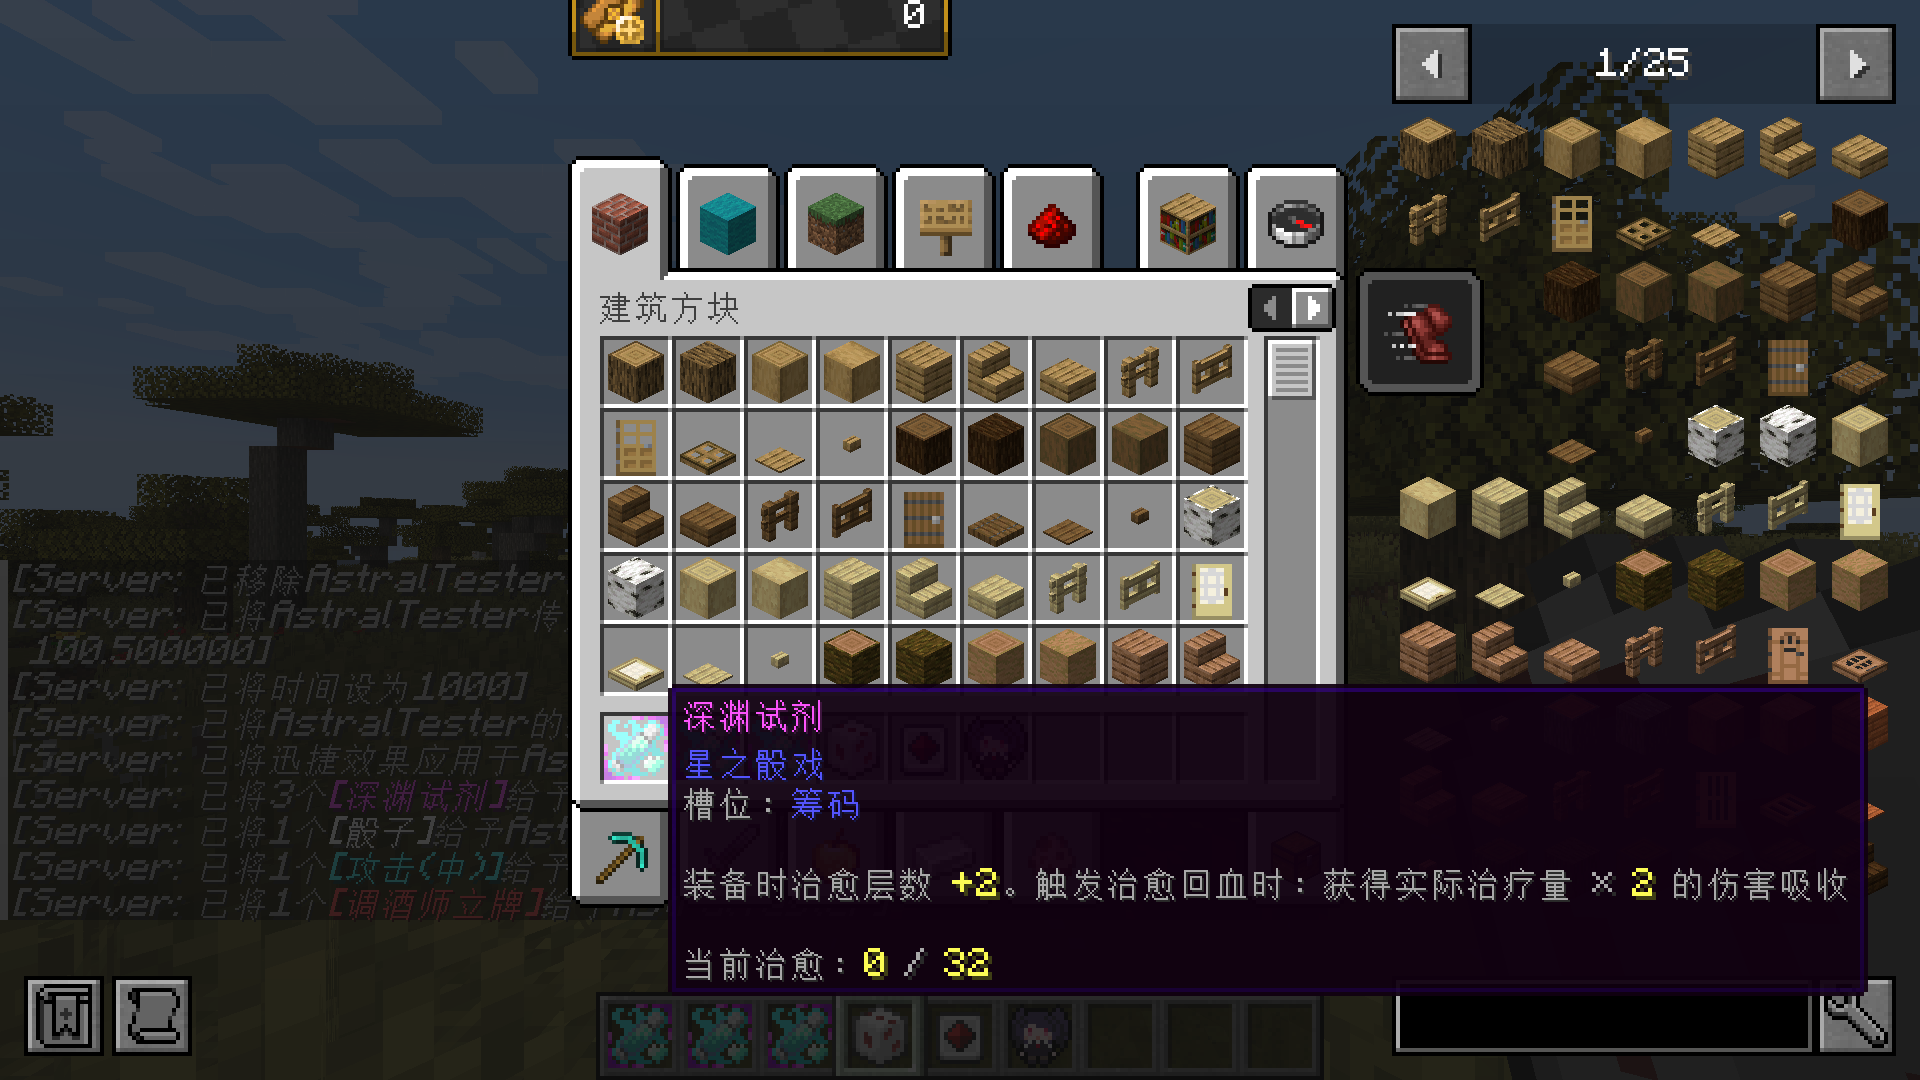 0
1/25
建筑方块
[Server: 已移除AstralTester
[Server: 已将AstralTester传
100.500000]
[Server: 已将时间设为1000]
[Server: 已将AstralTester的
[Server: 已将迅捷效果应用于As
[Server: 已将3个[深渊试剂]给予
[Server: 已将1个[骰子]给予Ast
[Server: 已将1个[攻击(中)]给予
[Server: 已将1个[调酒师立牌]给
深渊试剂
星之骰戏
槽位：筹码
装备时治愈层数 +2。触发治愈回血时：获得实际治疗量 × 2 的伤害吸收
当前治愈：0 / 32